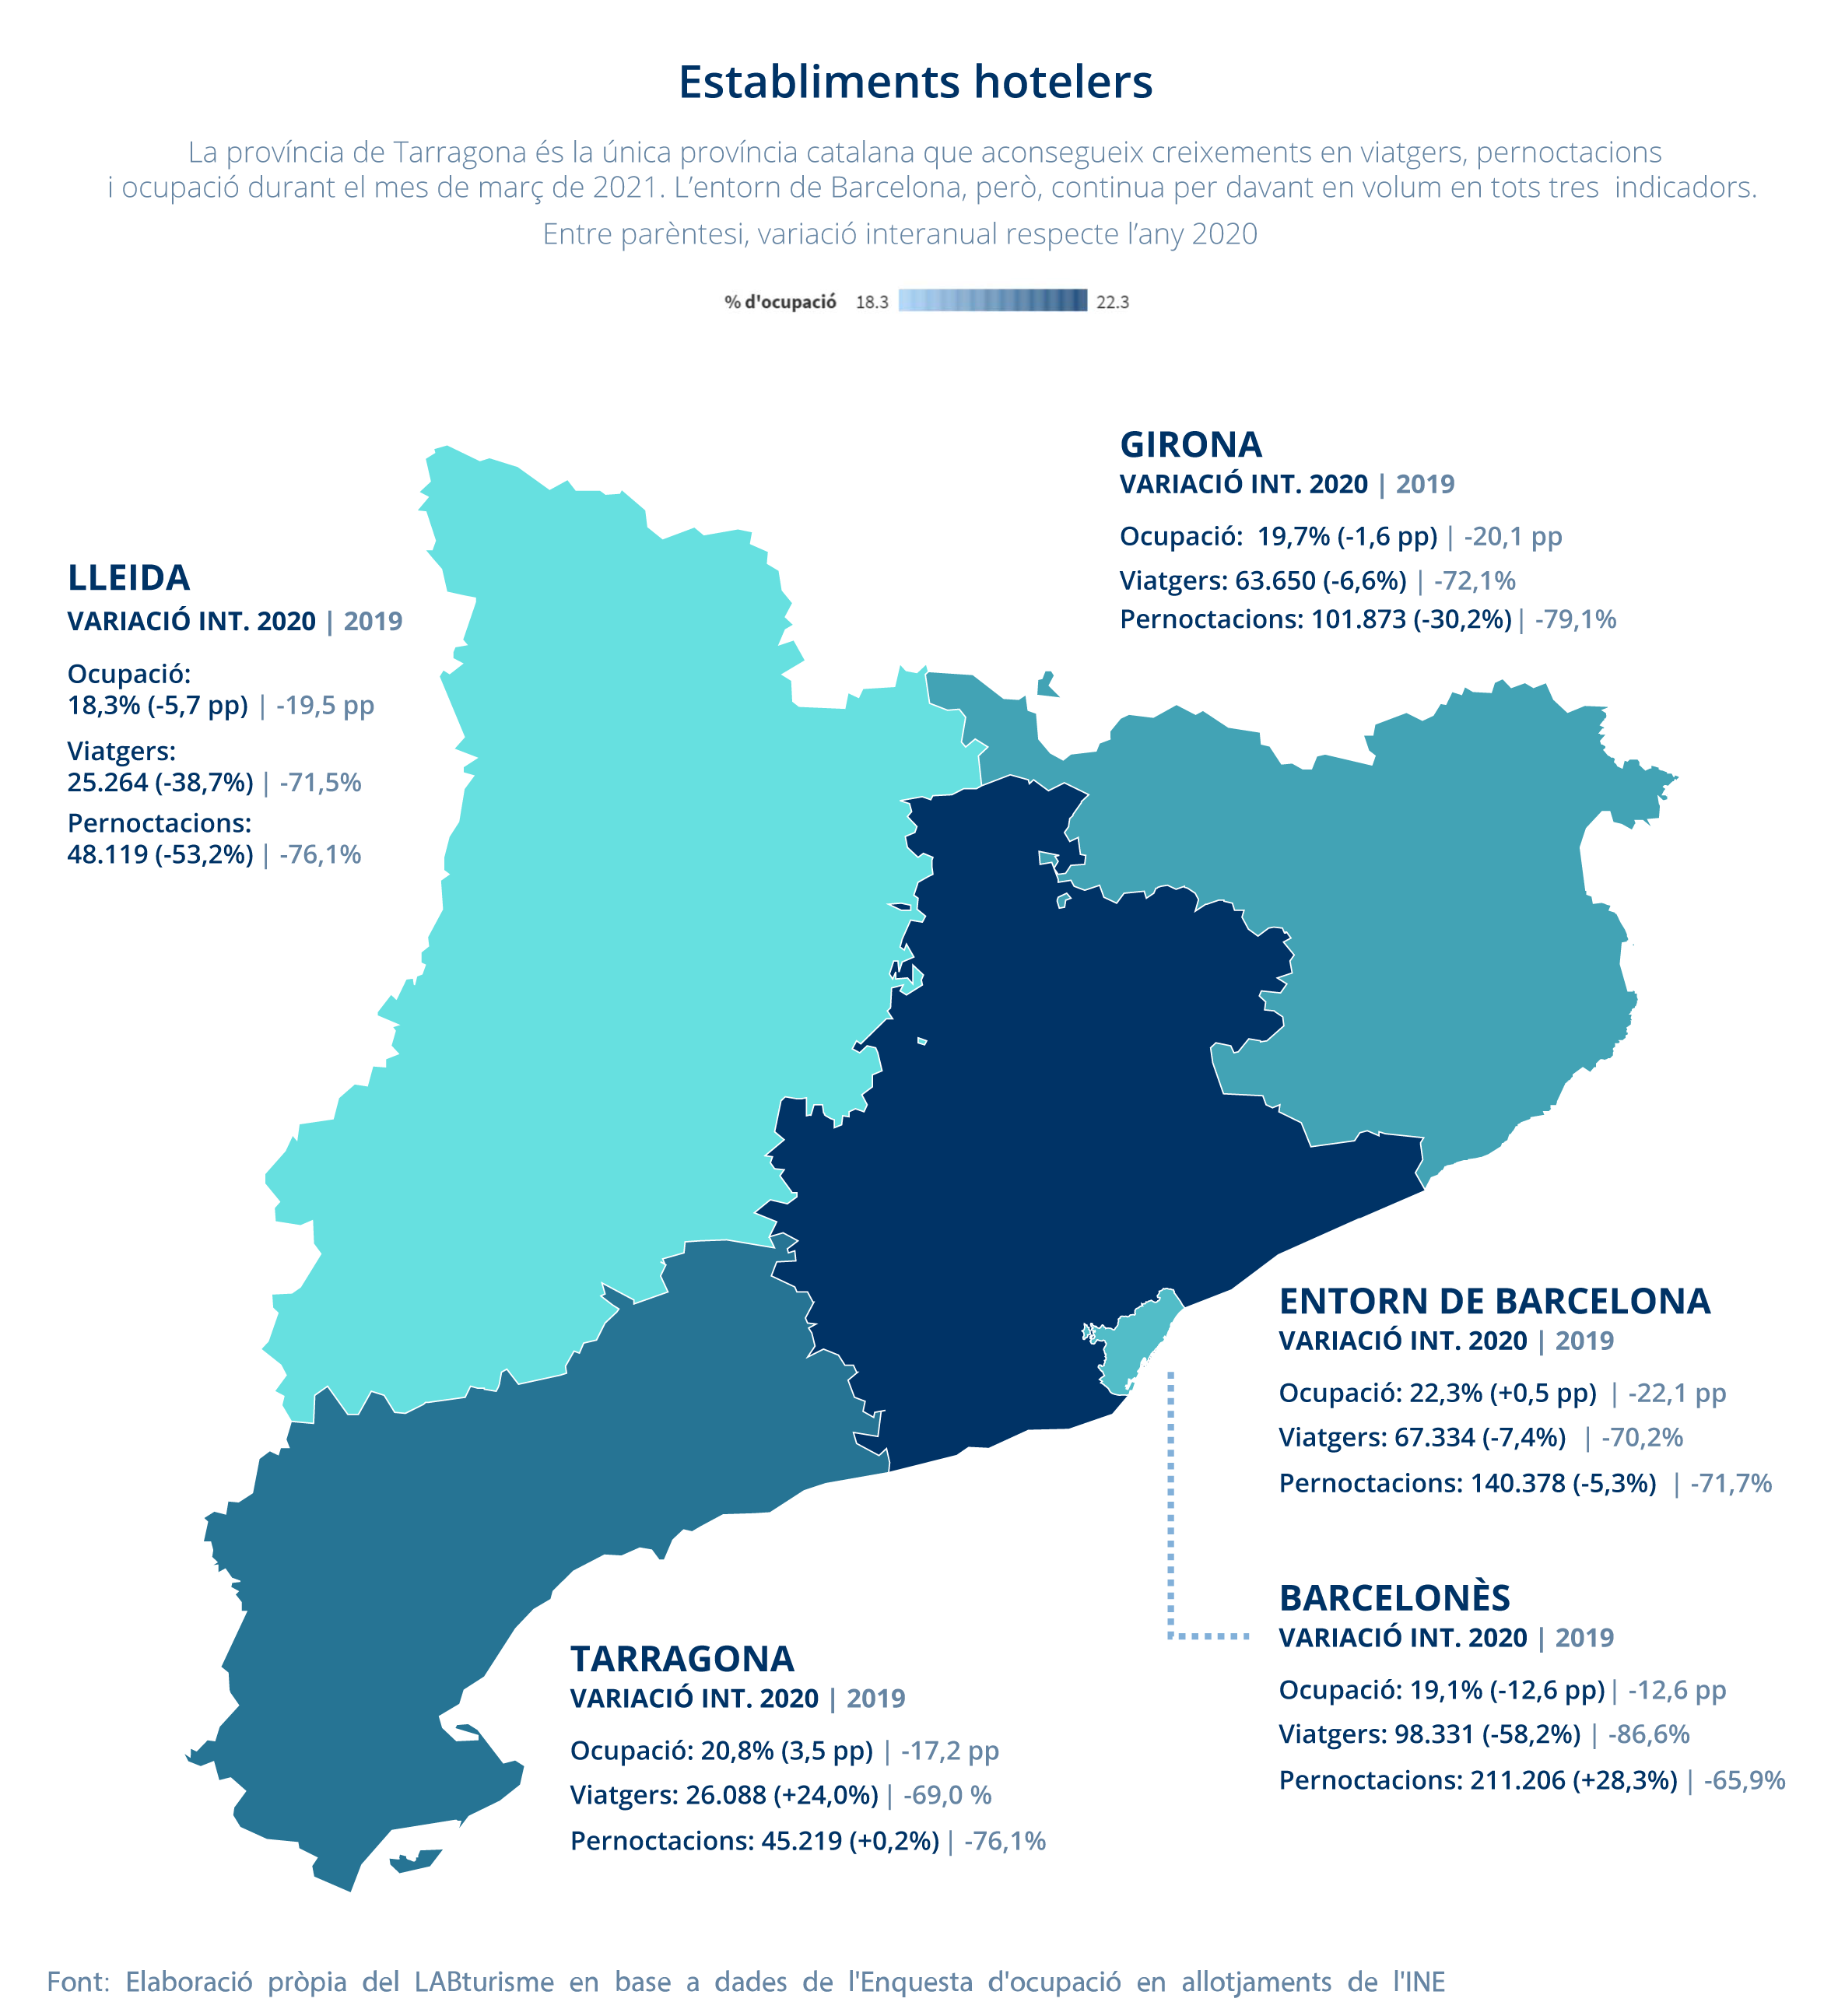 Establiments hotelers
La província de Tarragona és la única província catalana que aconsegueix creixements en viatgers, pernoctacions
i ocupació durant el mes de març de 2021. L'entorn de Barcelona, però, continua per davant en volum en tots tres indicadors.
Entre parèntesi, variació interanual respecte l'any 2020
% d'ocupació 18.3 22.3
GIRONA
VARIACIÓ INT. 2020 | 2019
Ocupació: 19,7% (-1,6 pp) | -20,1 pp
Viatgers: 63.650 (-6,6%) | -72,1%
Pernoctacions: 101.873 (-30,2%) | -79,1%
LLEIDA
VARIACIÓ INT. 2020 | 2019
Ocupació:
18,3% (-5,7 pp) | -19,5 pp
Viatgers:
25.264 (-38,7%) | -71,5%
Pernoctacions:
48.119 (-53,2%) | -76,1%
ENTORN DE BARCELONA
VARIACIÓ INT. 2020 | 2019
Ocupació: 22,3% (+0,5 pp) | -22,1 pp
Viatgers: 67.334 (-7,4%) | -70,2%
Pernoctacions: 140.378 (-5,3%) | -71,7%
BARCELONÈS
VARIACIÓ INT. 2020 | 2019
Ocupació: 19,1% (-12,6 pp) | -12,6 pp
Viatgers: 98.331 (-58,2%) | -86,6%
Pernoctacions: 211.206 (+28,3%) | -65,9%
TARRAGONA
VARIACIÓ INT. 2020 | 2019
Ocupació: 20,8% (3,5 pp) | -17,2 pp
Viatgers: 26.088 (+24,0%) | -69,0 %
Pernoctacions: 45.219 (+0,2%) | -76,1%
Font: Elaboració pròpia del LABturisme en base a dades de l'Enquesta d'ocupació en allotjaments de l'INE